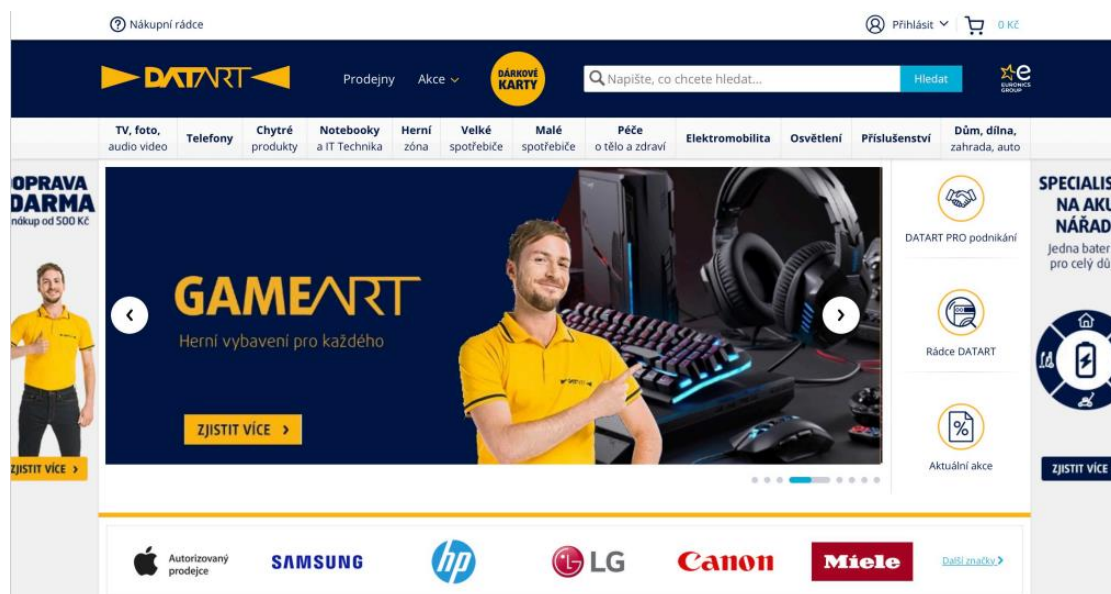 Nákupní rádce
Přihlásit
0 Kč
DATART
Prodejny
Akce
DÁRKOVÉ
KARTY
Napište, co chcete hledat...
Hledat
EURONICS
GROUP
TV, foto,
audio video
Telefony
Chytré
produkty
Notebooky
a IT Technika
Herní
zóna
Velké
spotřebiče
Malé
spotřebiče
Péče
o tělo a zdraví
Elektromobilita
Osvětlení
Příslušenství
Dům, dílna,
zahrada, auto
OPRAVA
DARMA
nákup od 500 Kč
ZJISTIT VÍCE
GAMEART
Herní vybavení pro každého
ZJISTIT VÍCE
DATART PRO podnikání
Rádce DATART
Aktuální akce
SPECIALIS
NA AKU
NÁŘAD
Jedna bater
pro celý dů
ZJISTIT VÍCE
Autorizovaný
prodejce
SAMSUNG
hp
LG
Canon
Miele
Další značky